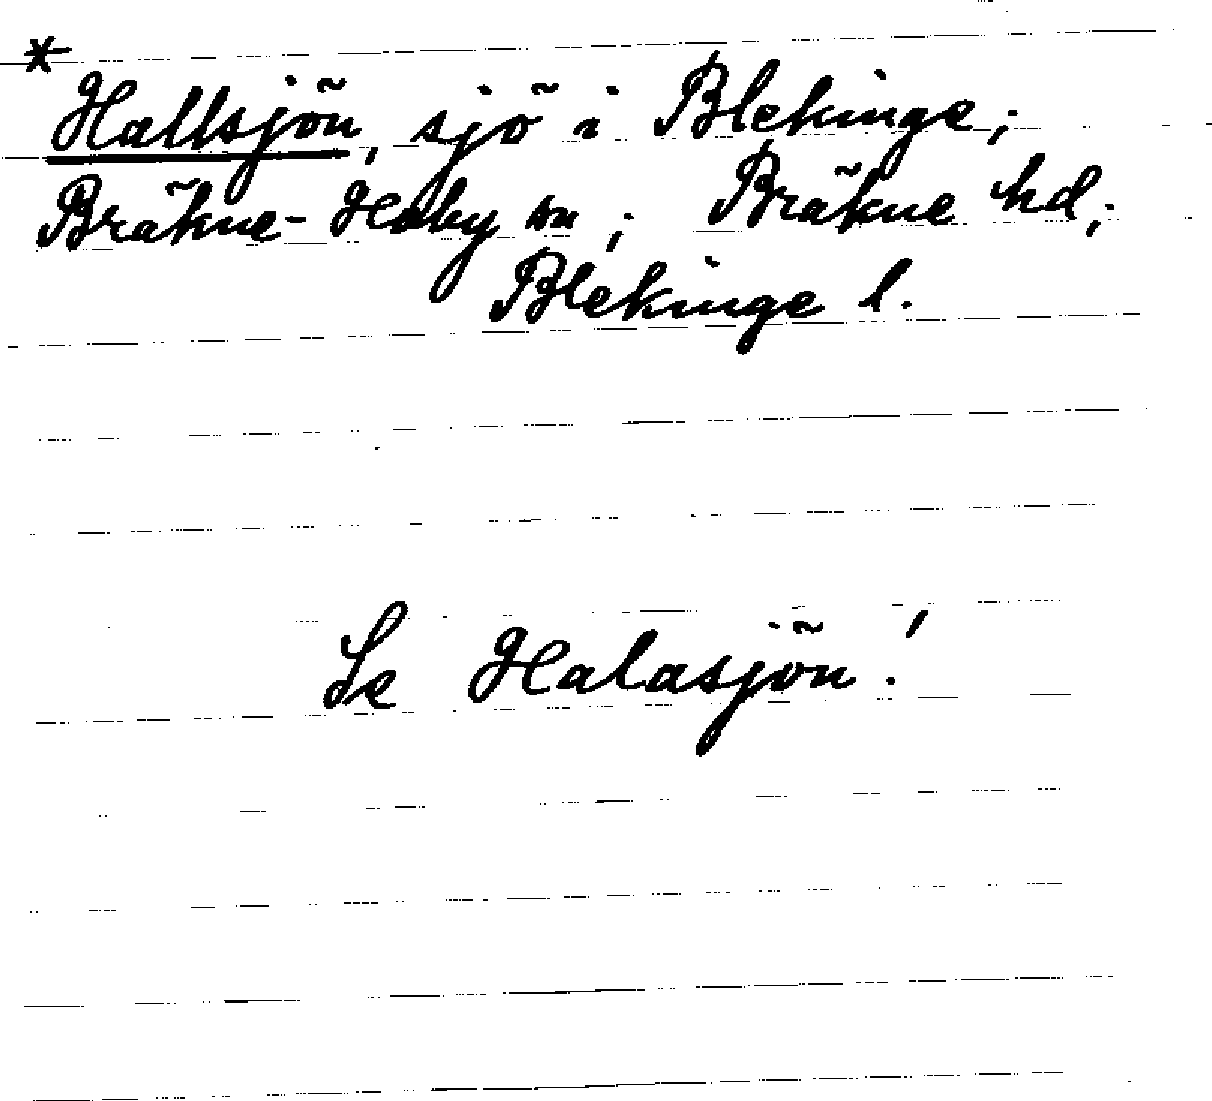 * Hallsjön, sjö i Blekinge;
Bräkne-Hoby sn; Bräkne hd;
Blekinge l.
Se Halasjön!